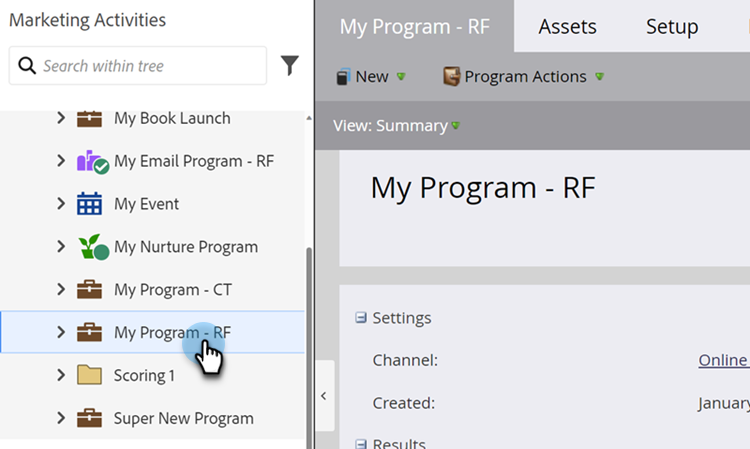 Marketing Activities
Search within tree
My Book Launch
My Email Program - RF
My Event
My Nurture Program
My Program - CT
My Program - RF
Scoring 1
Super New Program
My Program - RF Assets Setup
New Program Actions
View: Summary
My Program - RF
Settings
Channel: Online
Created: January
Results